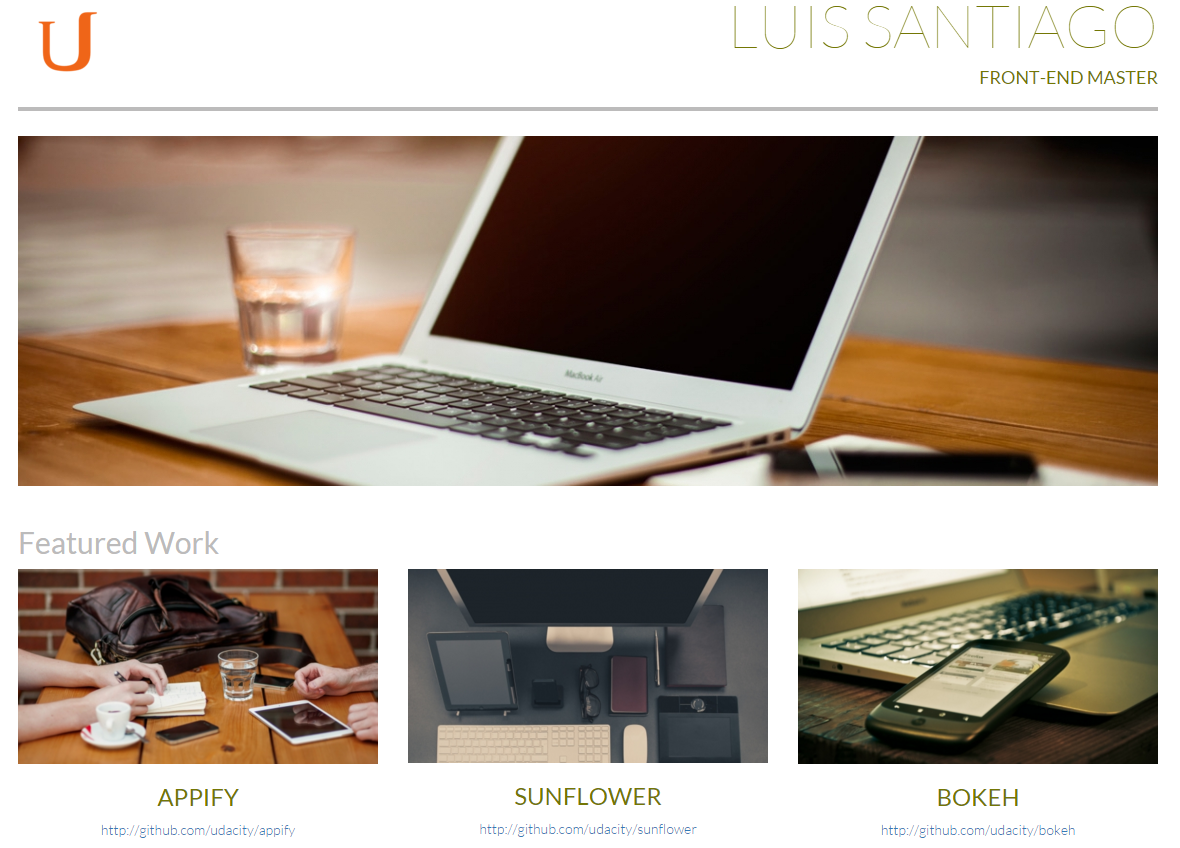 U
LUIS SANTIAGO
FRONT-END MASTER
MacBook Air
Featured Work
APPIFY
SUNFLOWER
BOKEH
http://github.com/udacity/appify
http://github.com/udacity/sunflower
http://github.com/udacity/bokeh